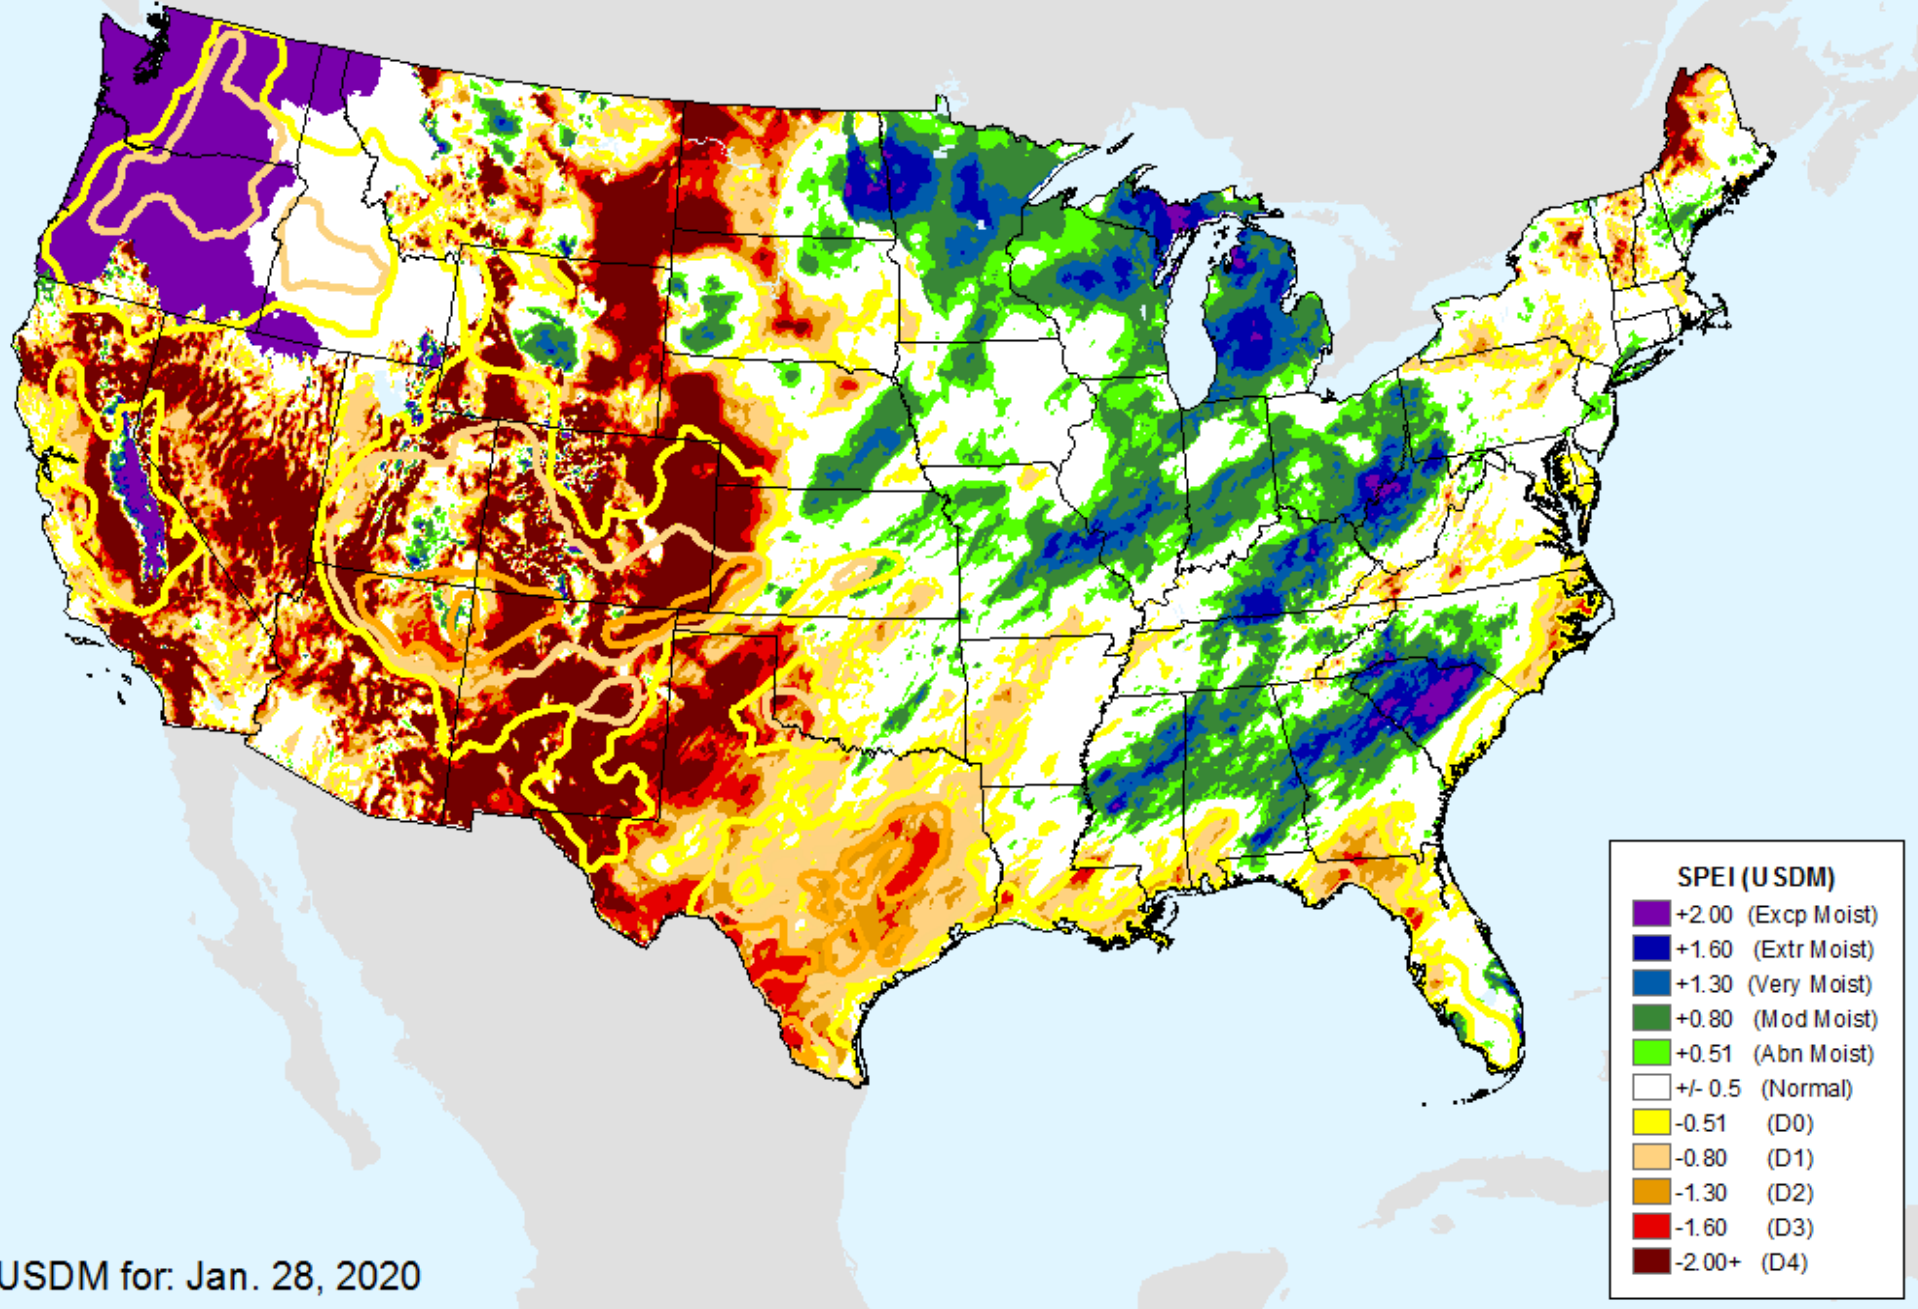 SPEI (USDM)
+2.00 (Excp Moist)
+1.60 (Extr Moist)
+1.30 (Very Moist)
+0.80 (Mod Moist)
+0.51 (Abn Moist)
+/- 0.5 (Normal)
-0.51 (D0)
-0.80 (D1)
-1.30 (D2)
-1.60 (D3)
-2.00+ (D4)
USDM for: Jan. 28, 2020